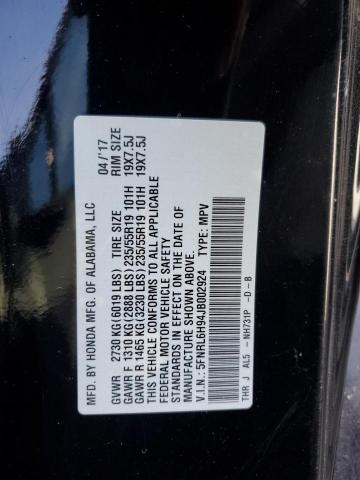 MFD. BY HONDA MFG. OF ALABAMA, LLC 04/'17
GVWR 2730 KG(6019 LBS) TIRE SIZE RIM SIZE
GAWR F 1310 KG(2888 LBS) 235/55R19 101H 19X7.5J
GAWR R 1465 KG(3230 LBS) 235/55R19 101H 19X7.5J
THIS VEHICLE CONFORMS TO ALL APPLICABLE
FEDERAL MOTOR VEHICLE SAFETY
STANDARDS IN EFFECT ON THE DATE OF
MANUFACTURE SHOWN ABOVE.
V.I.N.: 5FNRL6H94JB002924 TYPE: MPV
THR J AL5 - NH731P -D-B